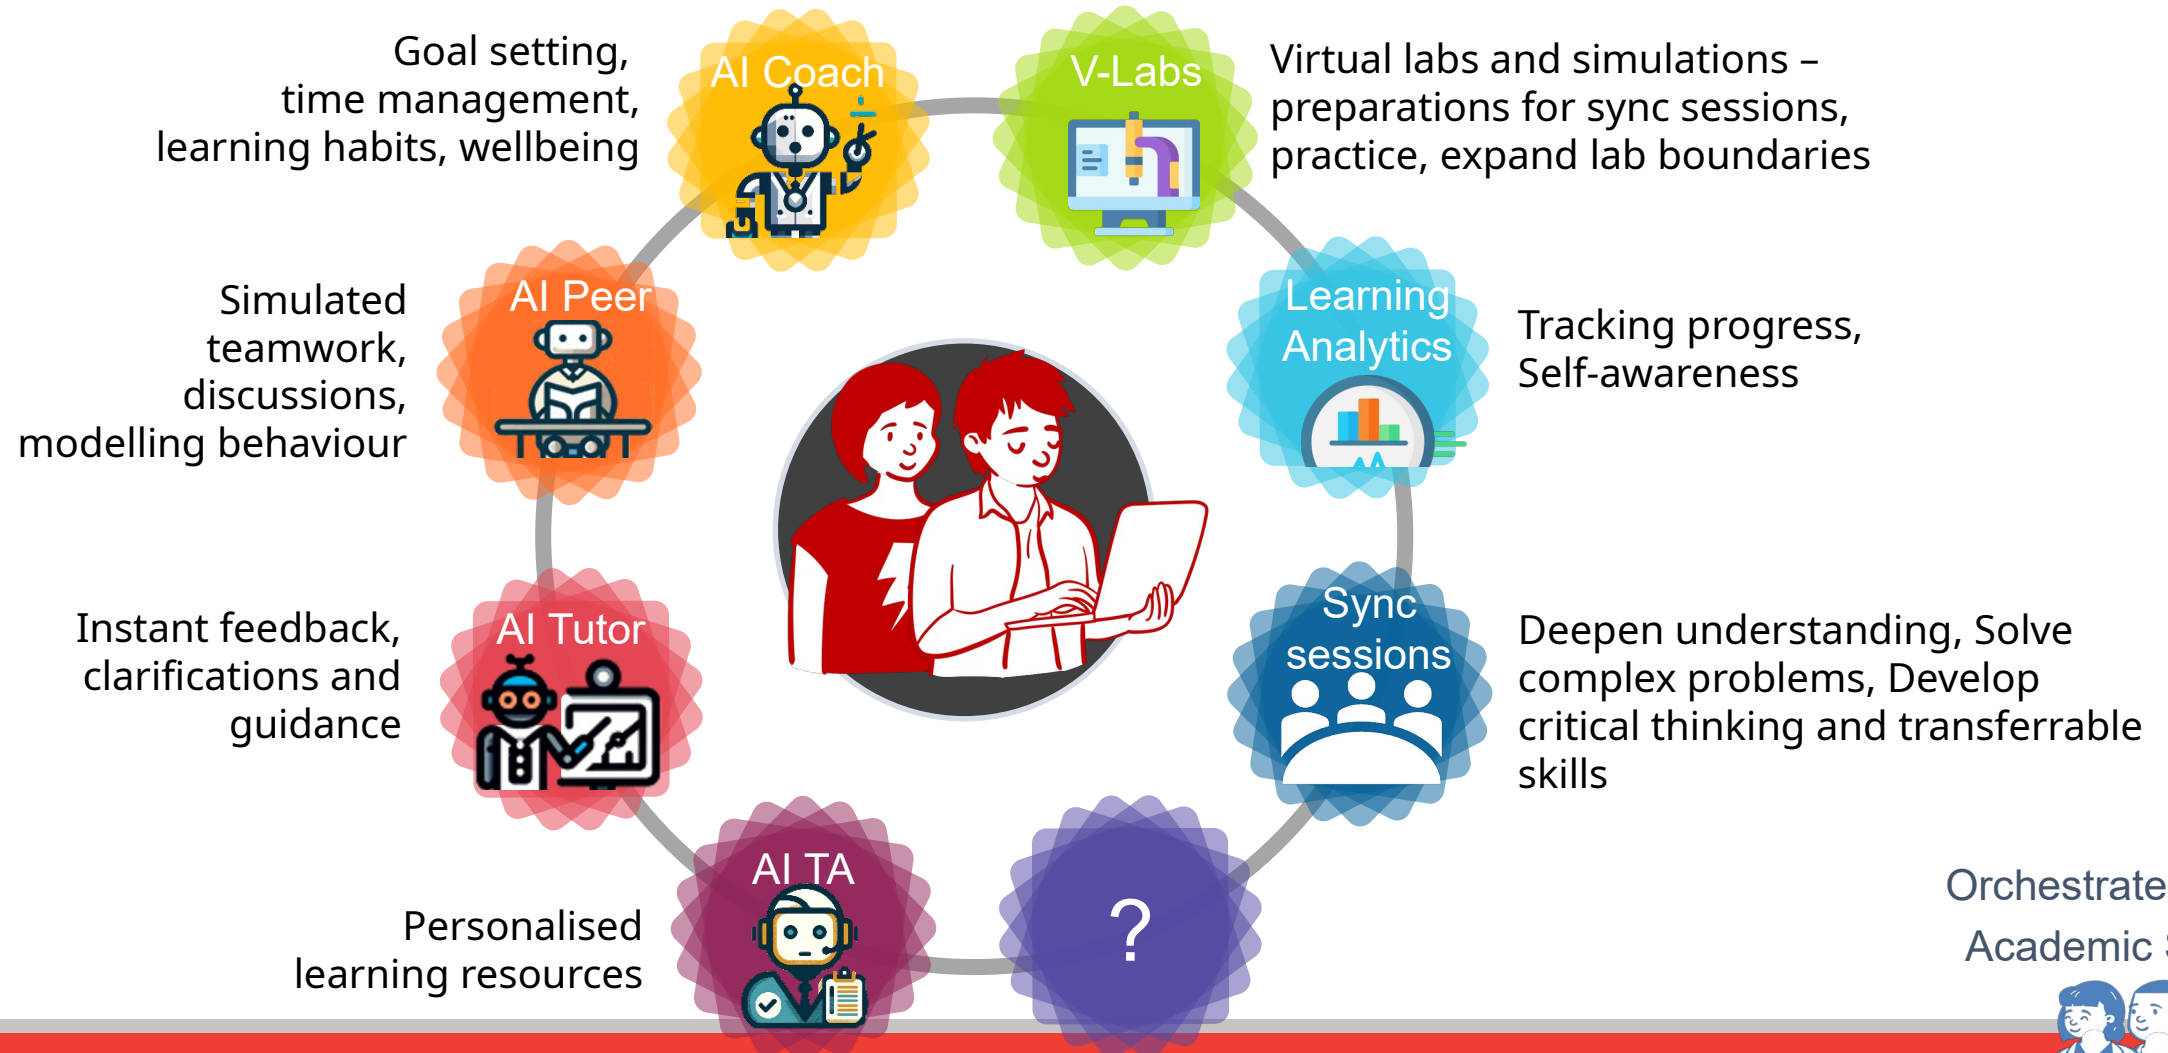 Goal setting,
time management,
learning habits, wellbeing
AI Coach
V-Labs
Virtual labs and simulations –
preparations for sync sessions,
practice, expand lab boundaries
Simulated
teamwork,
discussions,
modelling behaviour
AI Peer
Learning
Analytics
Tracking progress,
Self-awareness
Instant feedback,
clarifications and
guidance
AI Tutor
Sync
sessions
Deepen understanding, Solve
complex problems, Develop
critical thinking and transferrable
skills
Personalised
learning resources
AI TA
?
Orchestrate
Academic